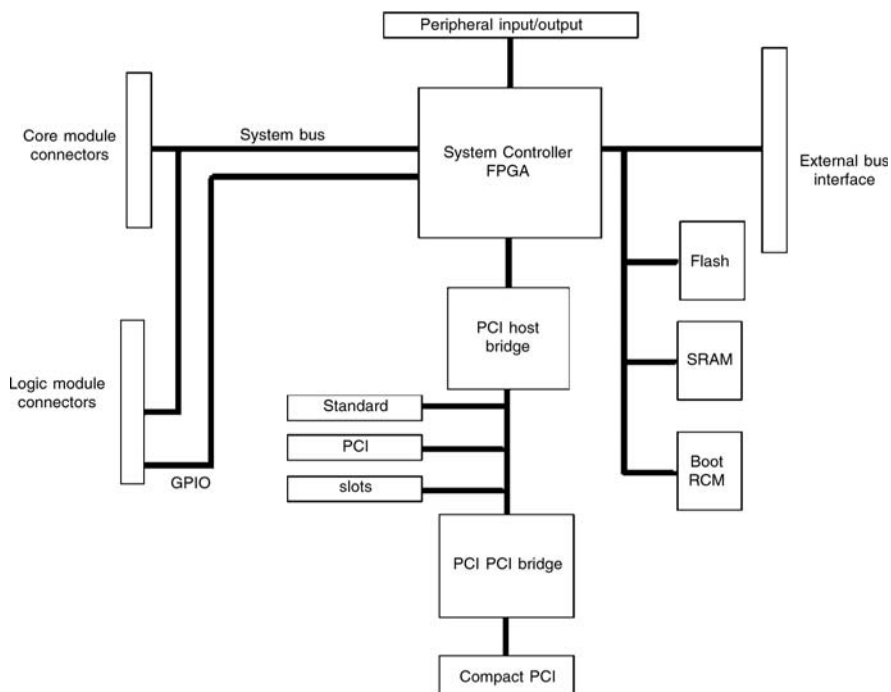 Peripheral input/output
Core module
connectors
System bus
System Controller
FPGA
External bus
interface
Flash
PCI host
bridge
SRAM
Logic module
connectors
Standard
PCI
GPIO
slots
Boot
RCM
PCI PCI bridge
Compact PCI